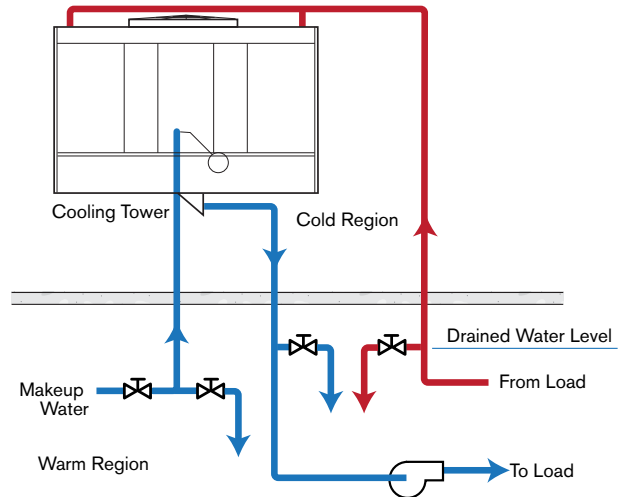 Cooling Tower
Cold Region
Drained Water Level
Makeup
Water
From Load
Warm Region
To Load